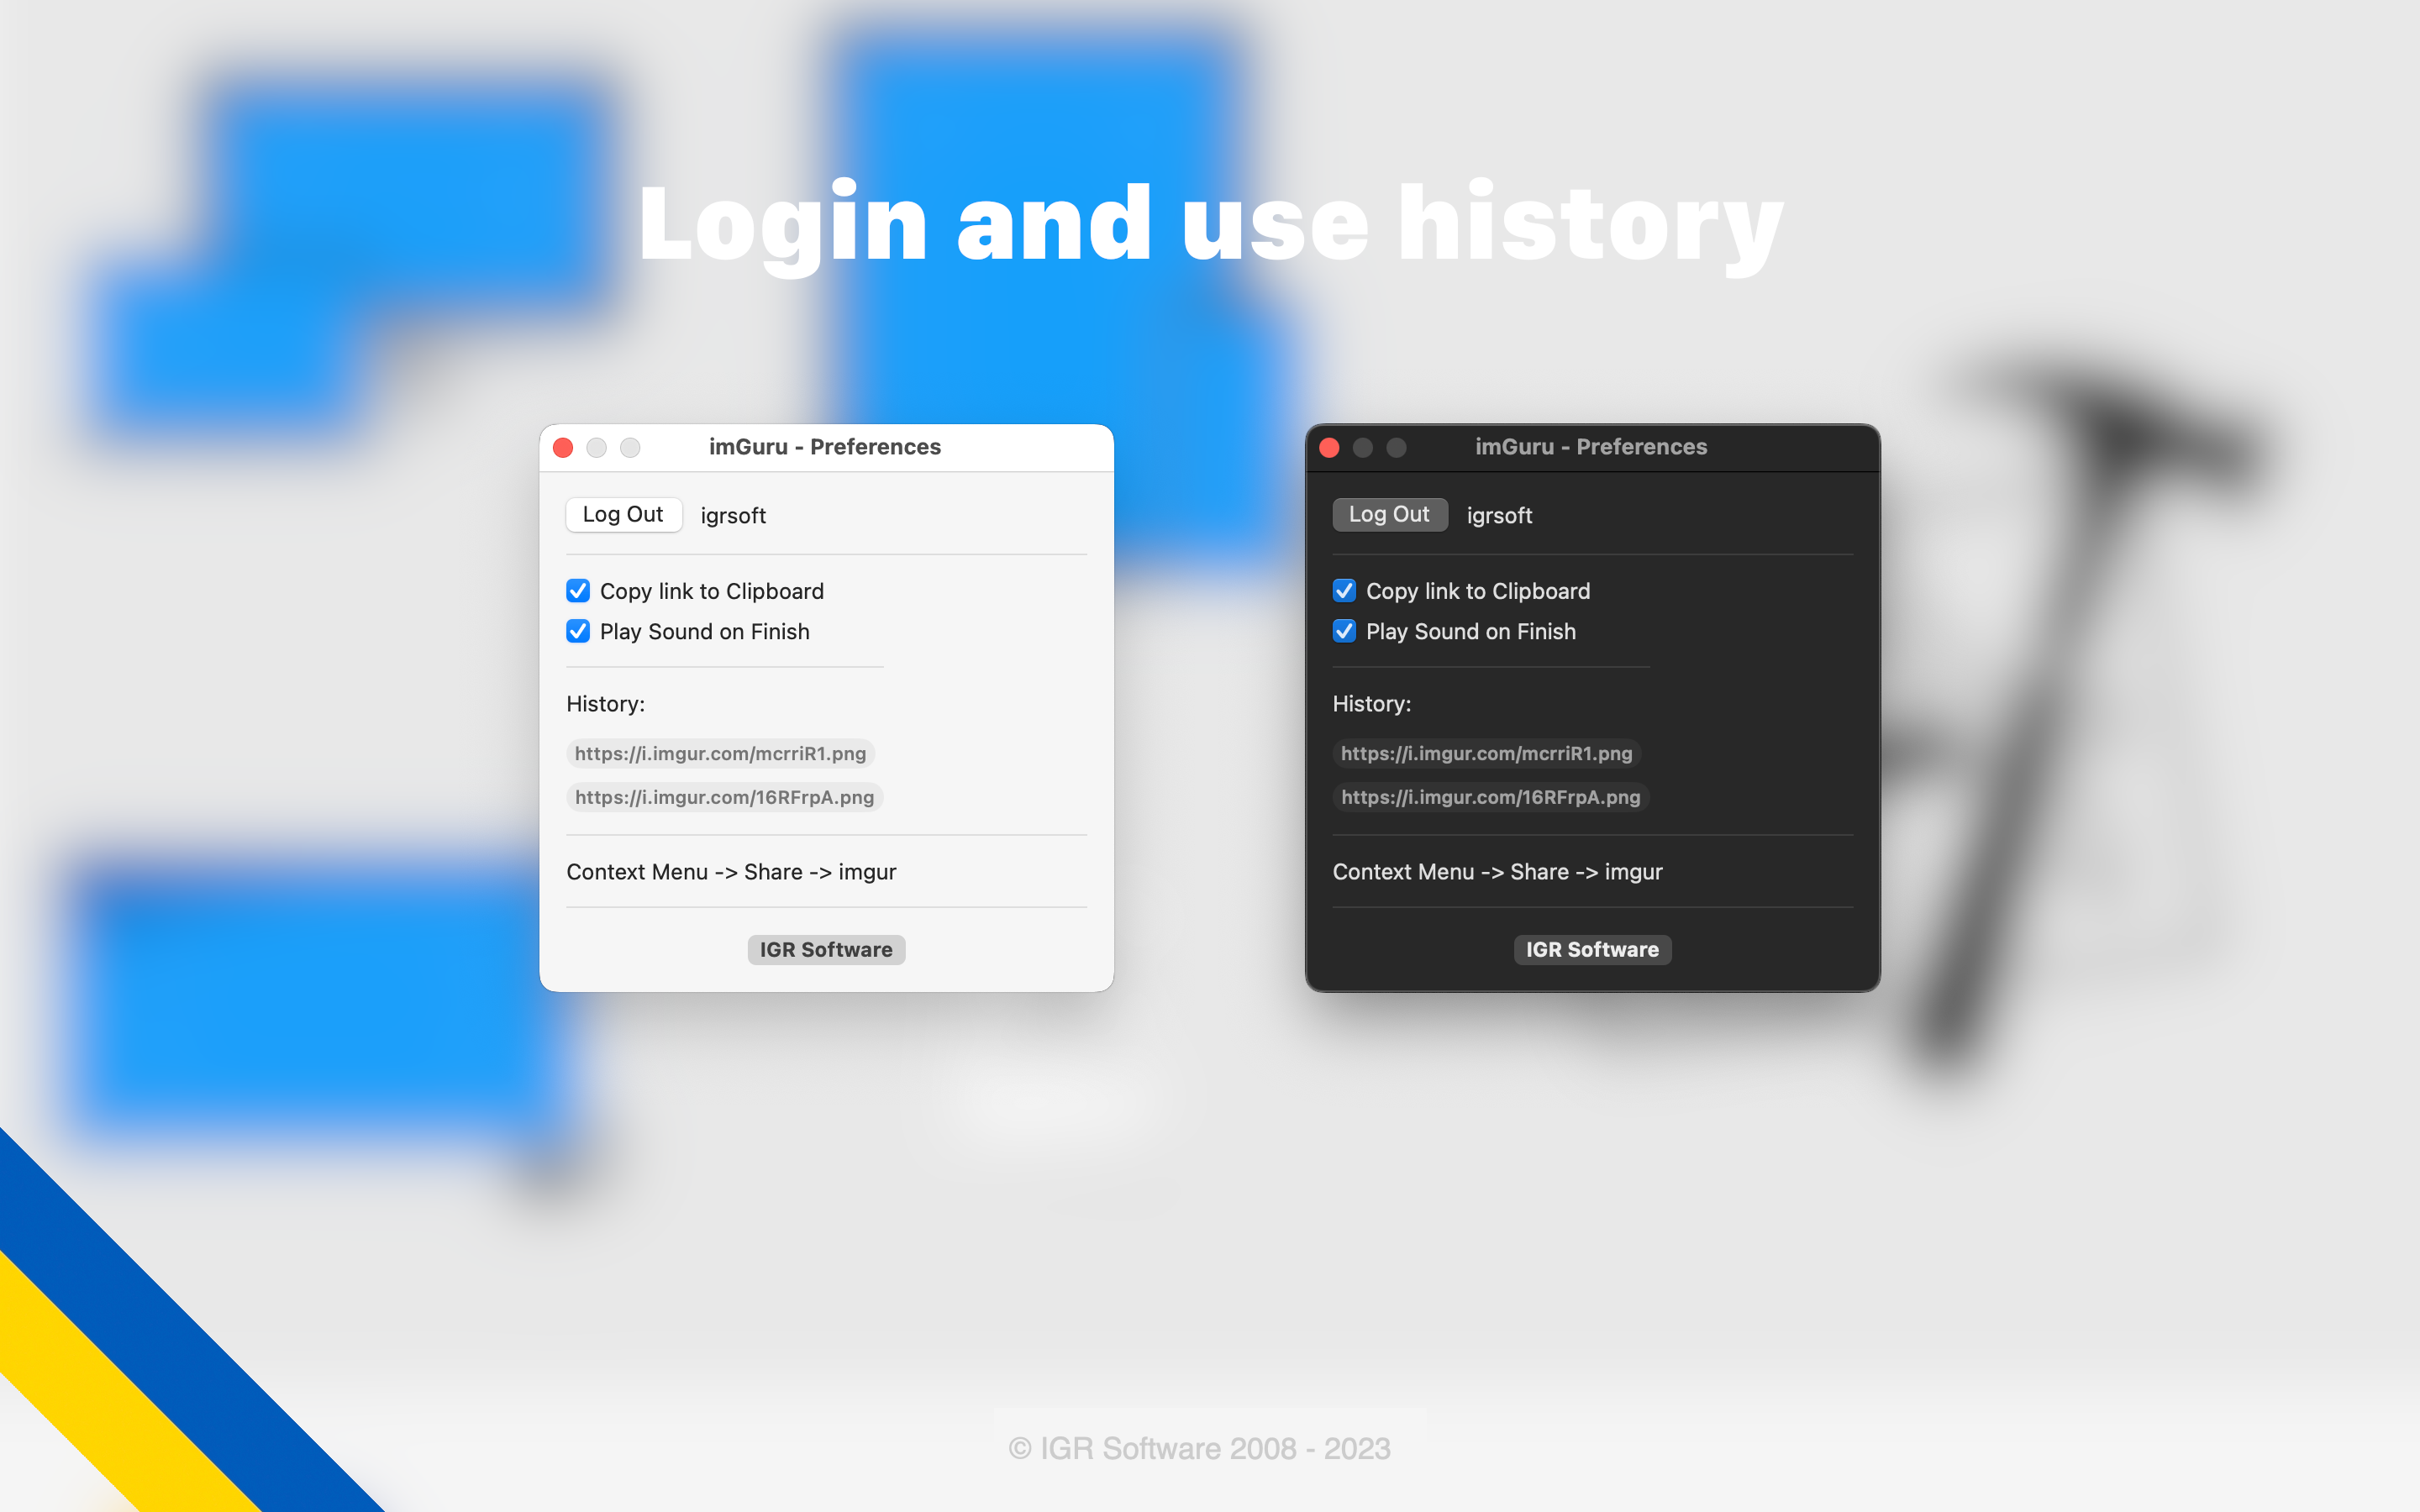 Login and use history
imGuru - Preferences
Log Out igrsoft
Copy link to Clipboard
Play Sound on Finish
History:
https://i.imgur.com/mcrriR1.png
https://i.imgur.com/16RFrpA.png
Context Menu -> Share -> imgur
IGR Software
imGuru - Preferences
Log Out igrsoft
Copy link to Clipboard
Play Sound on Finish
History:
https://i.imgur.com/mcrriR1.png
https://i.imgur.com/16RFrpA.png
Context Menu -> Share -> imgur
IGR Software
© IGR Software 2008 - 2023